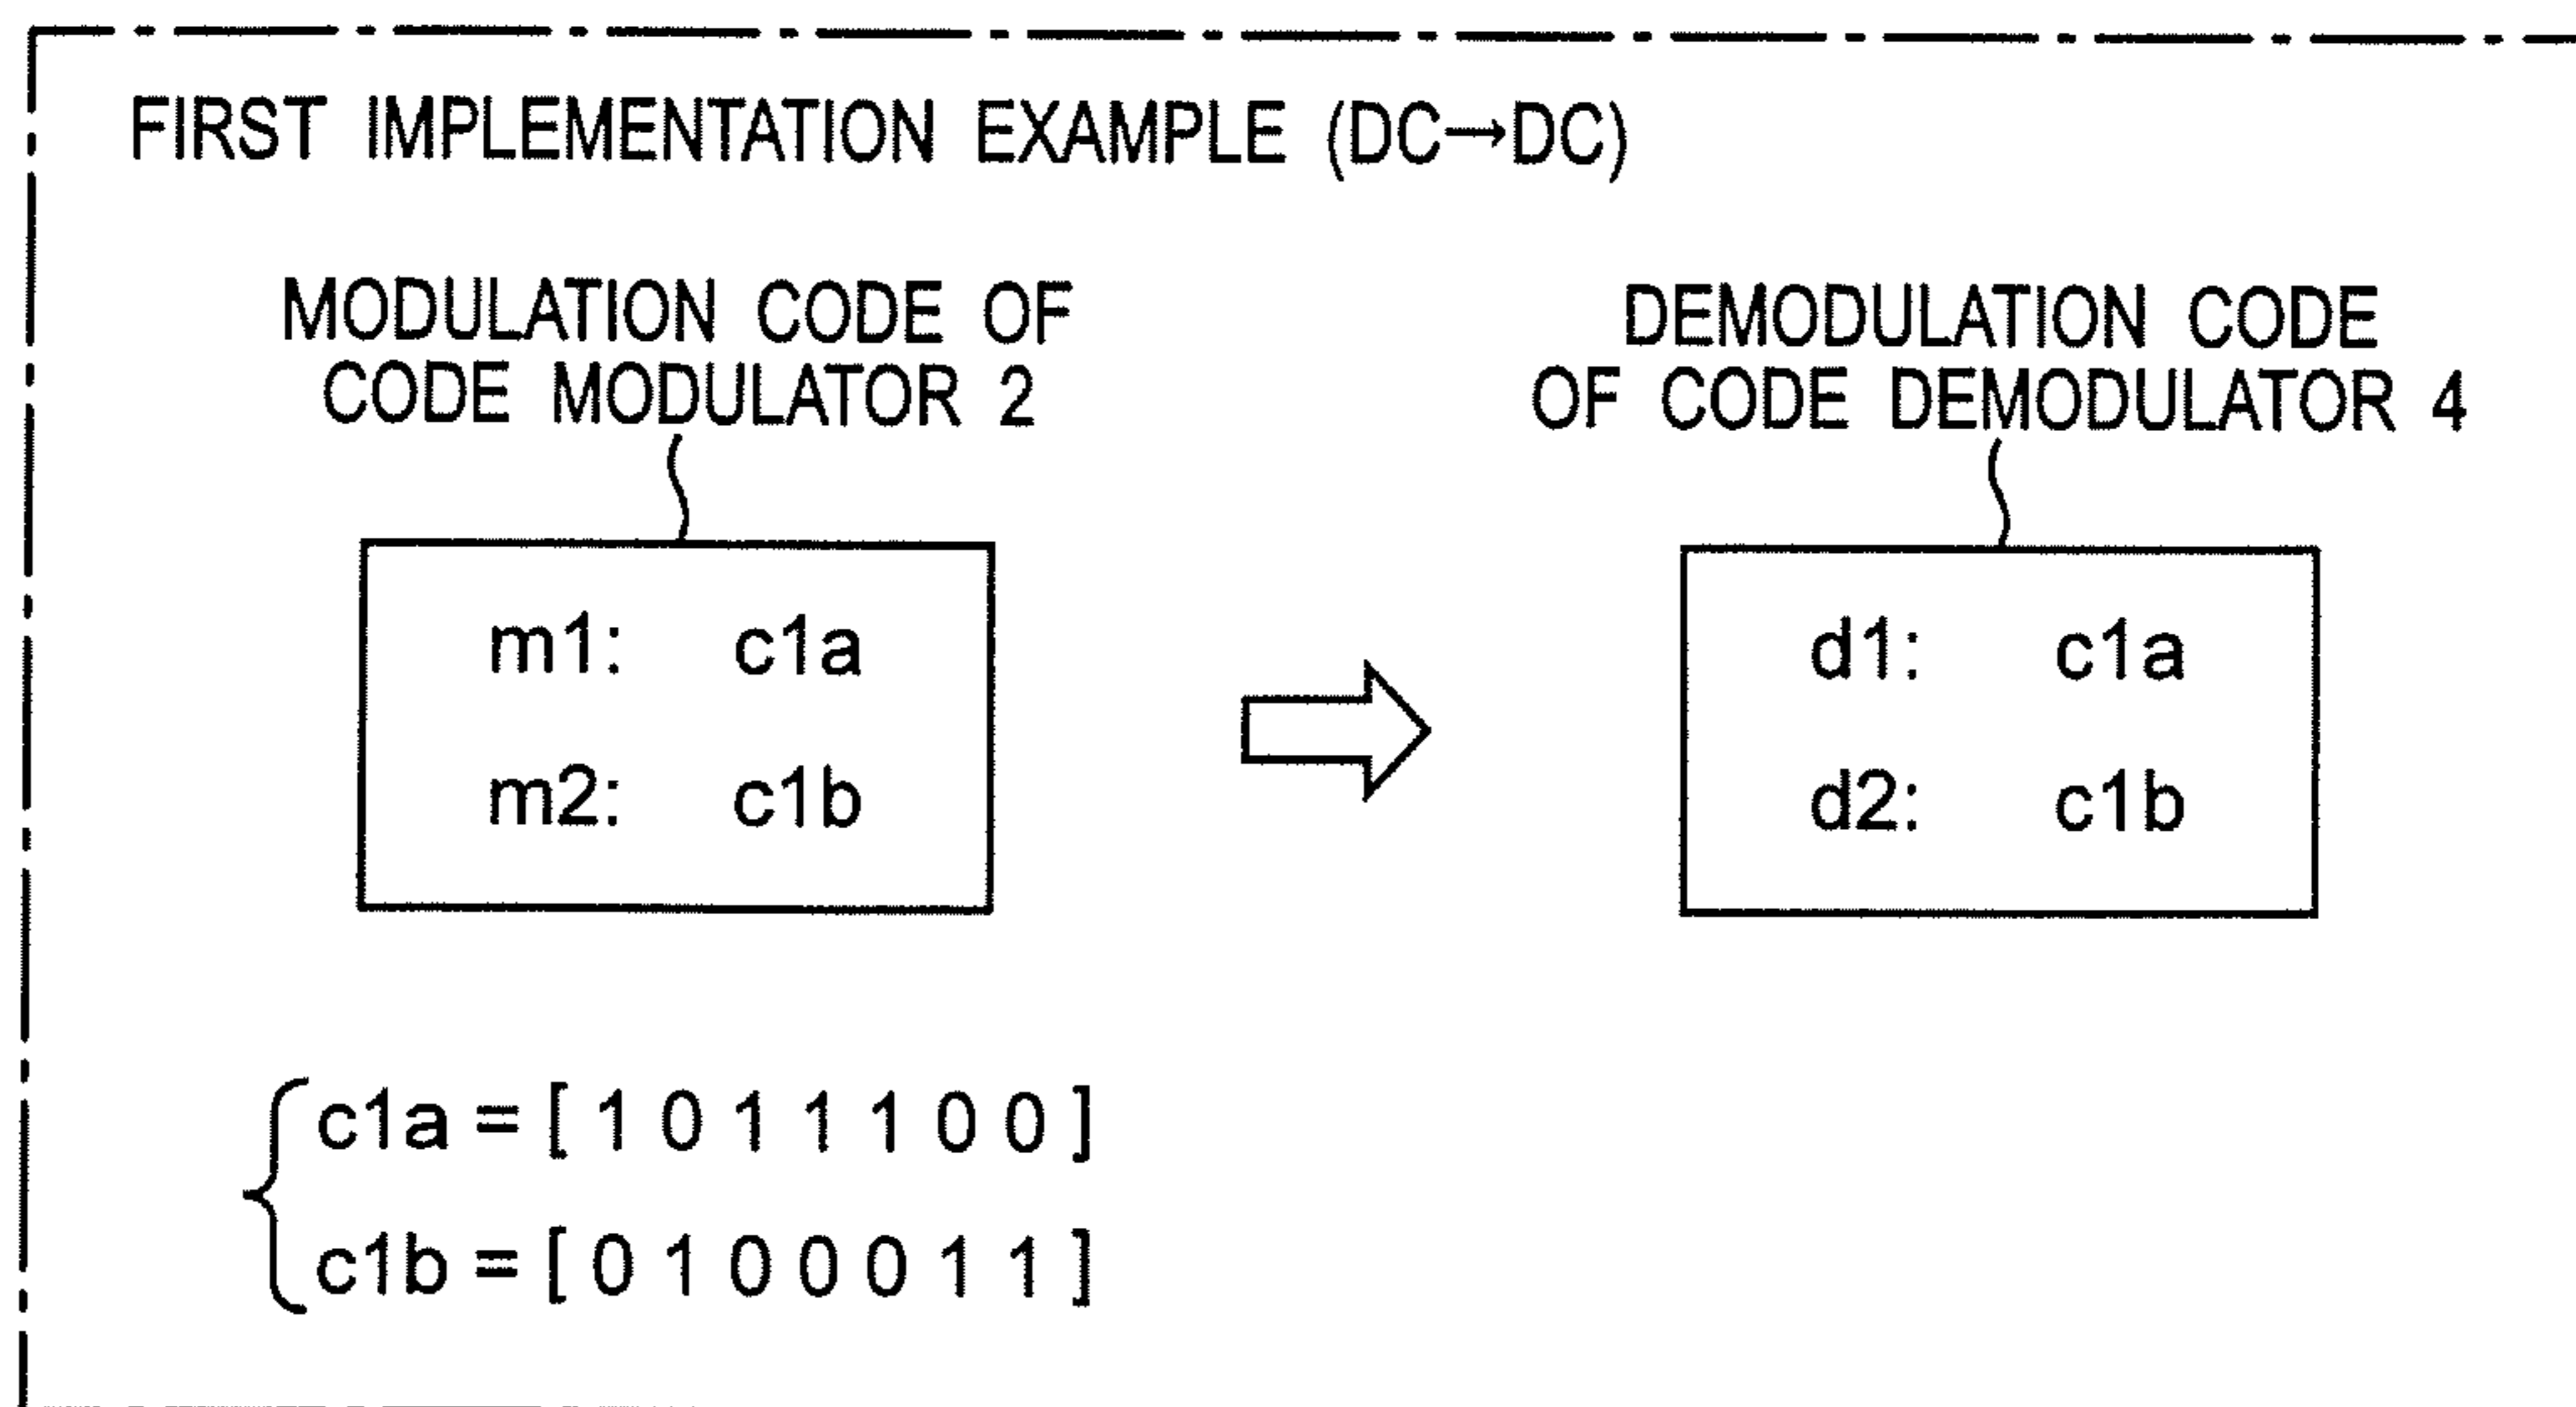 FIRST IMPLEMENTATION EXAMPLE (DC→DC)
MODULATION CODE OF
CODE MODULATOR 2
DEMODULATION CODE
OF CODE DEMODULATOR 4
m1: c1a
m2: c1b
d1: c1a
d2: c1b
c1a = [ 1 0 1 1 1 0 0 ]
c1b = [ 0 1 0 0 0 1 1 ]